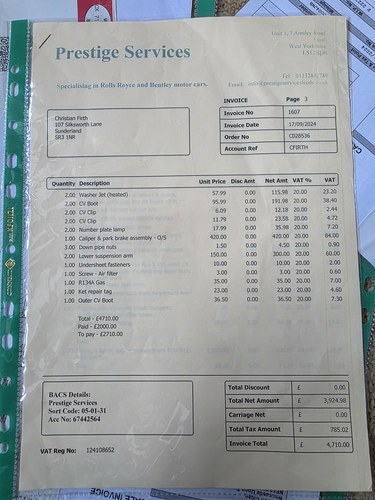 Prestige Services
Specialising in Rolls Royce and Bentley motor cars.
INVOICE Page 3
Invoice No 1607
Invoice Date 17/09/2024
Order No CD28536
Account Ref CFIRTH
Christian Firth
107 Silksworth Lane
Sunderland
SR3 1NR
Quantity Description Unit Price Disc Amt Net Amt VAT % VAT
2.00 Washer Jet (heated) 57.99 0.00 115.98 20.00 23.20
2.00 CV Boot 95.99 0.00 191.98 20.00 38.40
2.00 CV Clip 6.09 0.00 12.18 20.00 2.44
2.00 CV Clip 11.79 0.00 23.58 20.00 4.72
2.00 Number plate lamp 17.99 0.00 35.98 20.00 7.20
1.00 Caliper & park brake assembly - O/S 420.00 0.00 420.00 20.00 84.00
3.00 Down pipe nuts 1.50 0.00 4.50 20.00 0.90
2.00 Lower suspension arm 150.00 0.00 300.00 20.00 60.00
1.00 Undersheet fasteners 10.00 0.00 10.00 20.00 2.00
1.00 Screw - Air filter 3.00 0.00 3.00 20.00 0.60
1.00 R134A Gas 35.00 0.00 35.00 20.00 7.00
1.00 Ket repair tag 23.00 0.00 23.00 20.00 4.60
1.00 Outer CV Boot 36.50 0.00 36.50 20.00 7.30
Total - £4710.00
Paid - £2000.00
To pay - £2710.00
BACS Details:
Prestige Services
Sort Code: 05-01-31
Acc No: 67442564
Total Discount £ 0.00
Total Net Amount £ 3,924.98
Carriage Net £ 0.00
Total Tax Amount £ 785.02
Invoice Total £ 4,710.00
VAT Reg No: 124108652